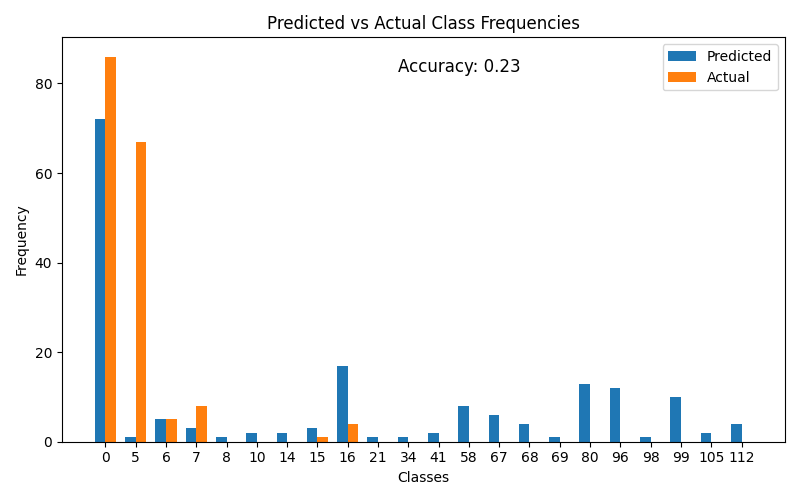 Predicted vs Actual Class Frequencies
Accuracy: 0.23
Predicted
Actual
Frequency
80
60
40
20
0
0 5 6 7 8 10 14 15 16 21 34 41 58 67 68 69 80 96 98 99 105 112
Classes